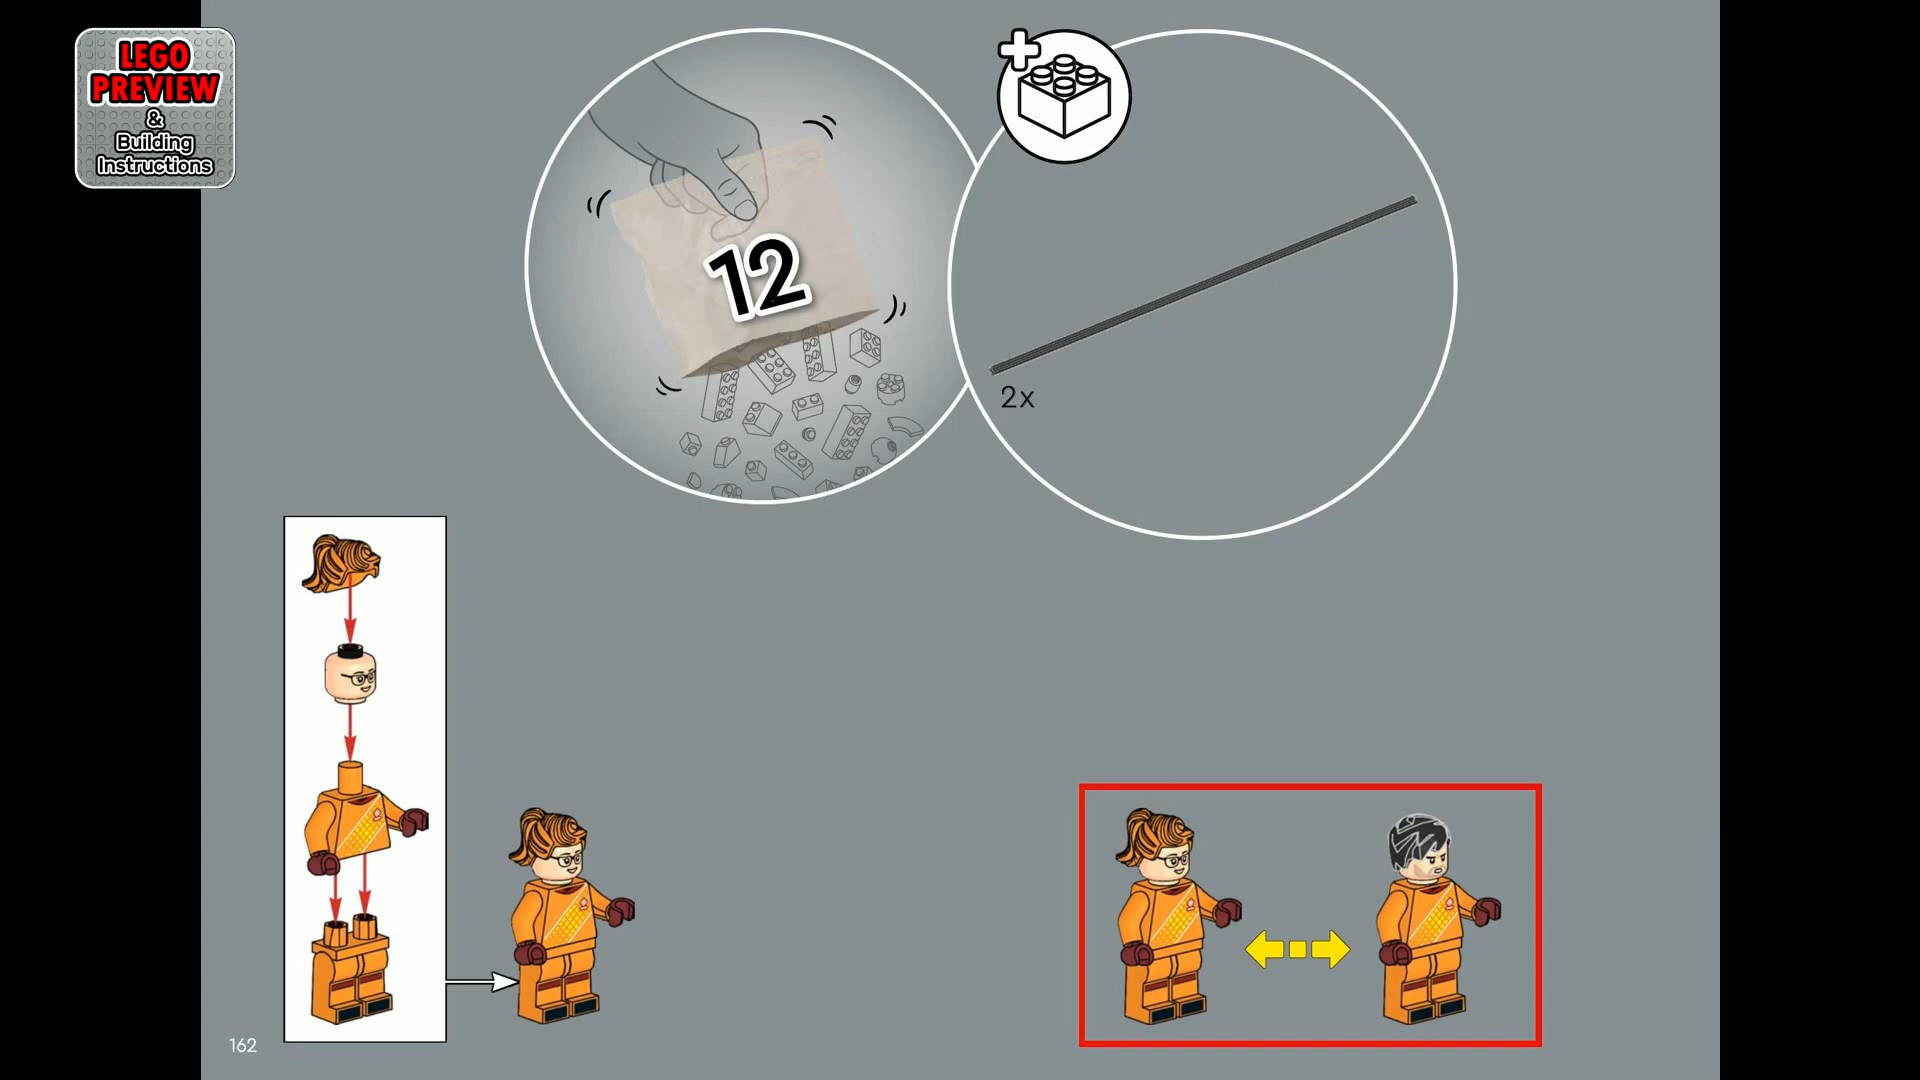 LEGO
PREVIEW
&
Building
Instructions
12
2x
162